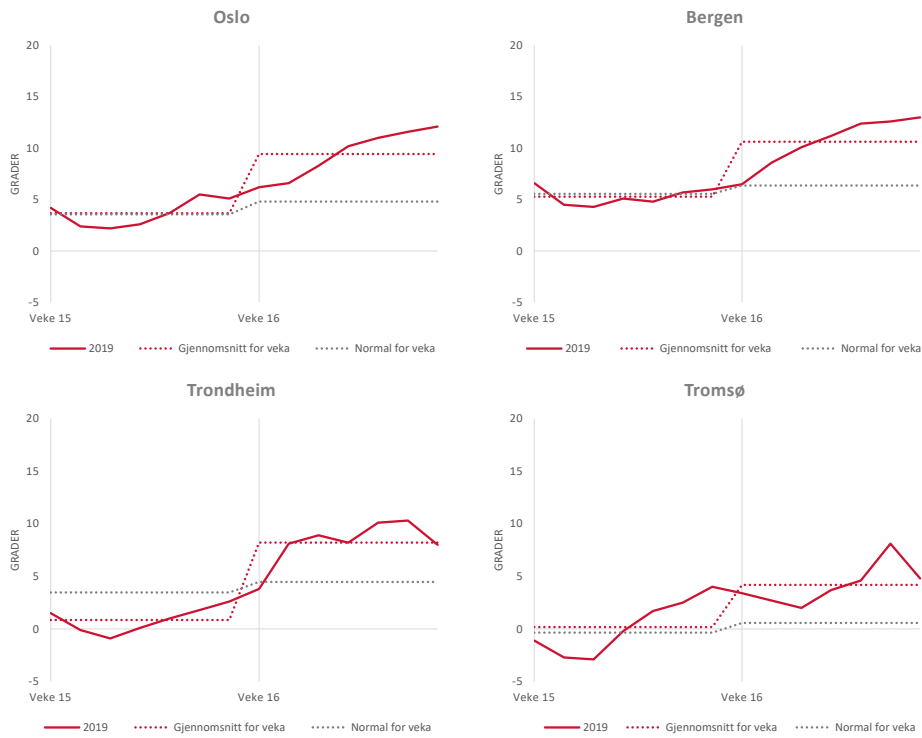 Oslo
20
15
10
5
0
-5
GRADER
Veke 15
Veke 16
2019
Gjennomsnitt for veka
Normal for veka
Bergen
20
15
10
5
0
-5
GRADER
Veke 15
Veke 16
2019
Gjennomsnitt for veka
Normal for veka
Trondheim
20
15
10
5
0
-5
GRADER
Veke 15
Veke 16
2019
Gjennomsnitt for veka
Normal for veka
Tromsø
20
15
10
5
0
-5
GRADER
Veke 15
Veke 16
2019
Gjennomsnitt for veka
Normal for veka